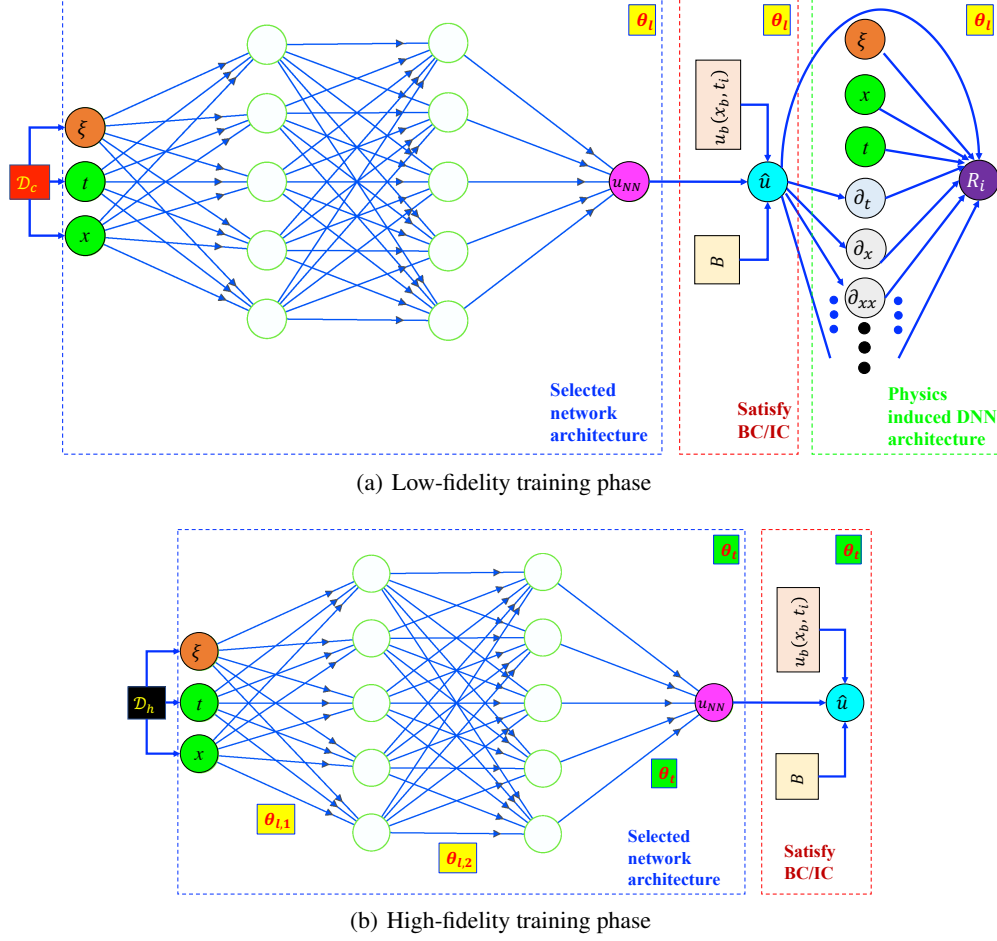 θ_l
θ_l
θ_l
ξ
x
t
u_b(x_b, t_i)
ξ
𝒟_c
t
x
u_NN
û
∂_t
R_i
B
∂_x
∂_xx
Selected
network
architecture
Satisfy
BC/IC
Physics
induced DNN
architecture
(a) Low-fidelity training phase
θ_t
θ_t
u_b(x_b, t_i)
ξ
𝒟_h
t
x
u_NN
û
θ_t
B
θ_{l,1}
θ_{l,2}
Selected
network
architecture
Satisfy
BC/IC
(b) High-fidelity training phase